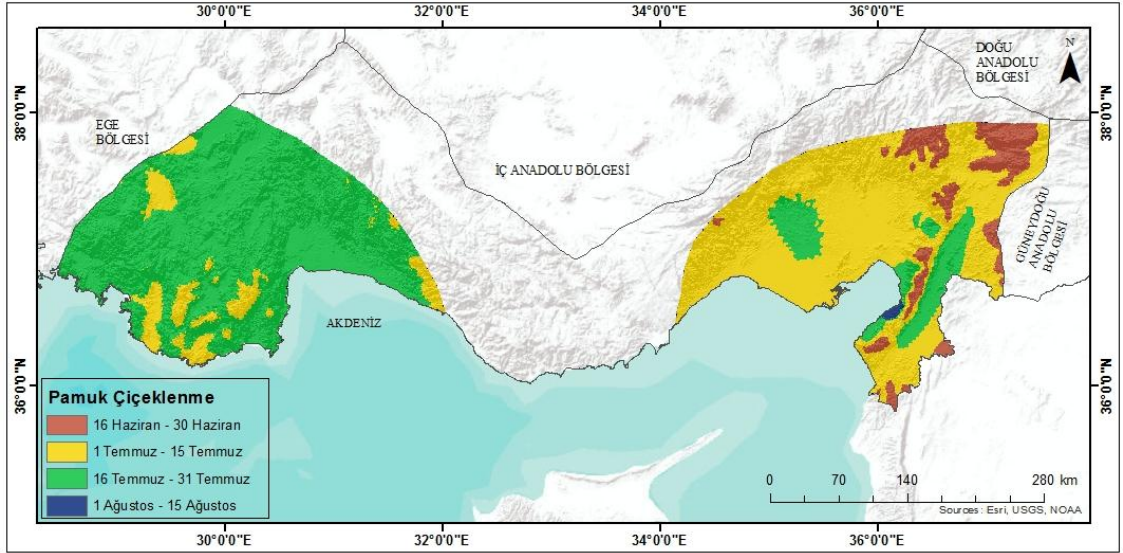 30°0'0"E
32°0'0"E
34°0'0"E
36°0'0"E
DOĞU
ANADOLU
BÖLGESİ
N
38°0'0"N
38°0'0"N
EGE
BÖLGESİ
İÇ ANADOLU BÖLGESİ
GÜNEYDOĞU
ANADOLU
BÖLGESİ
AKDENİZ
36°0'0"N
36°0'0"N
Pamuk Çiçeklenme
16 Haziran - 30 Haziran
1 Temmuz - 15 Temmuz
16 Temmuz - 31 Temmuz
1 Ağustos - 15 Ağustos
0 70 140 280 km
Sources: Esri, USGS, NOAA
30°0'0"E
32°0'0"E
34°0'0"E
36°0'0"E